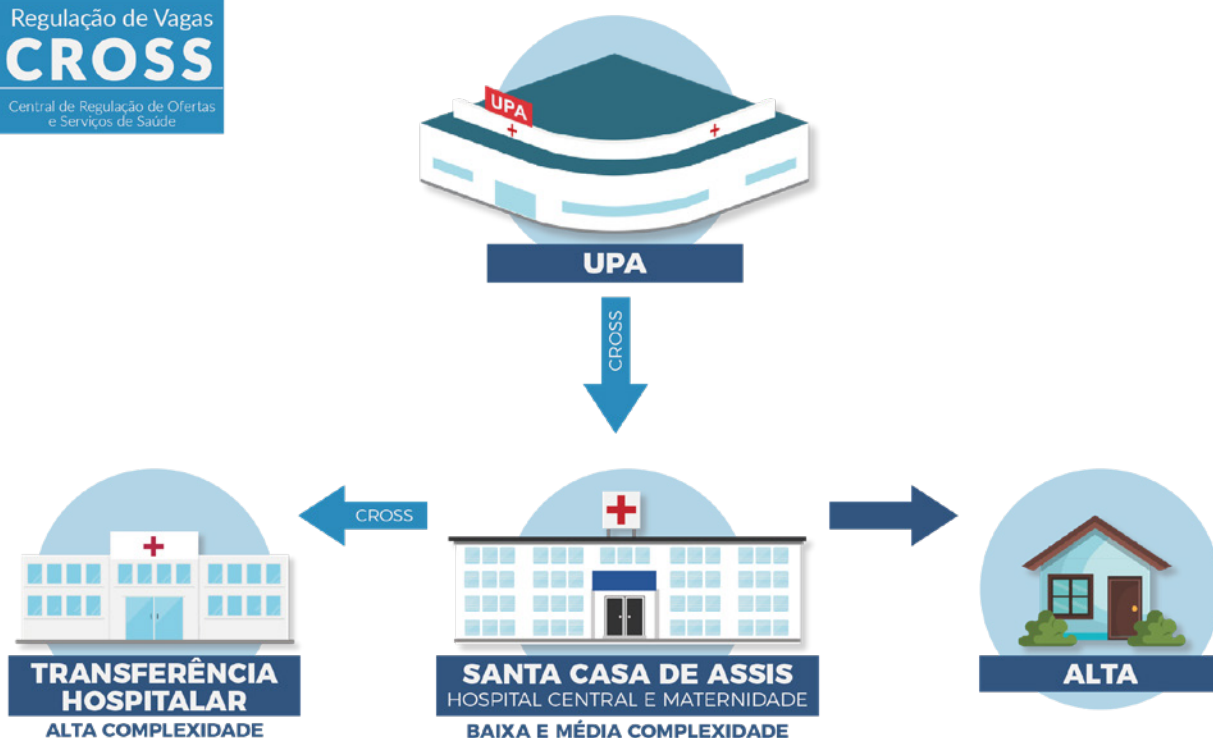 Regulação de Vagas
CROSS
Central de Regulação de Ofertas
e Serviços de Saúde
UPA
UPA
CROSS
CROSS
TRANSFERÊNCIA
HOSPITALAR
ALTA COMPLEXIDADE
SANTA CASA DE ASSIS
HOSPITAL CENTRAL E MATERNIDADE
BAIXA E MÉDIA COMPLEXIDADE
ALTA